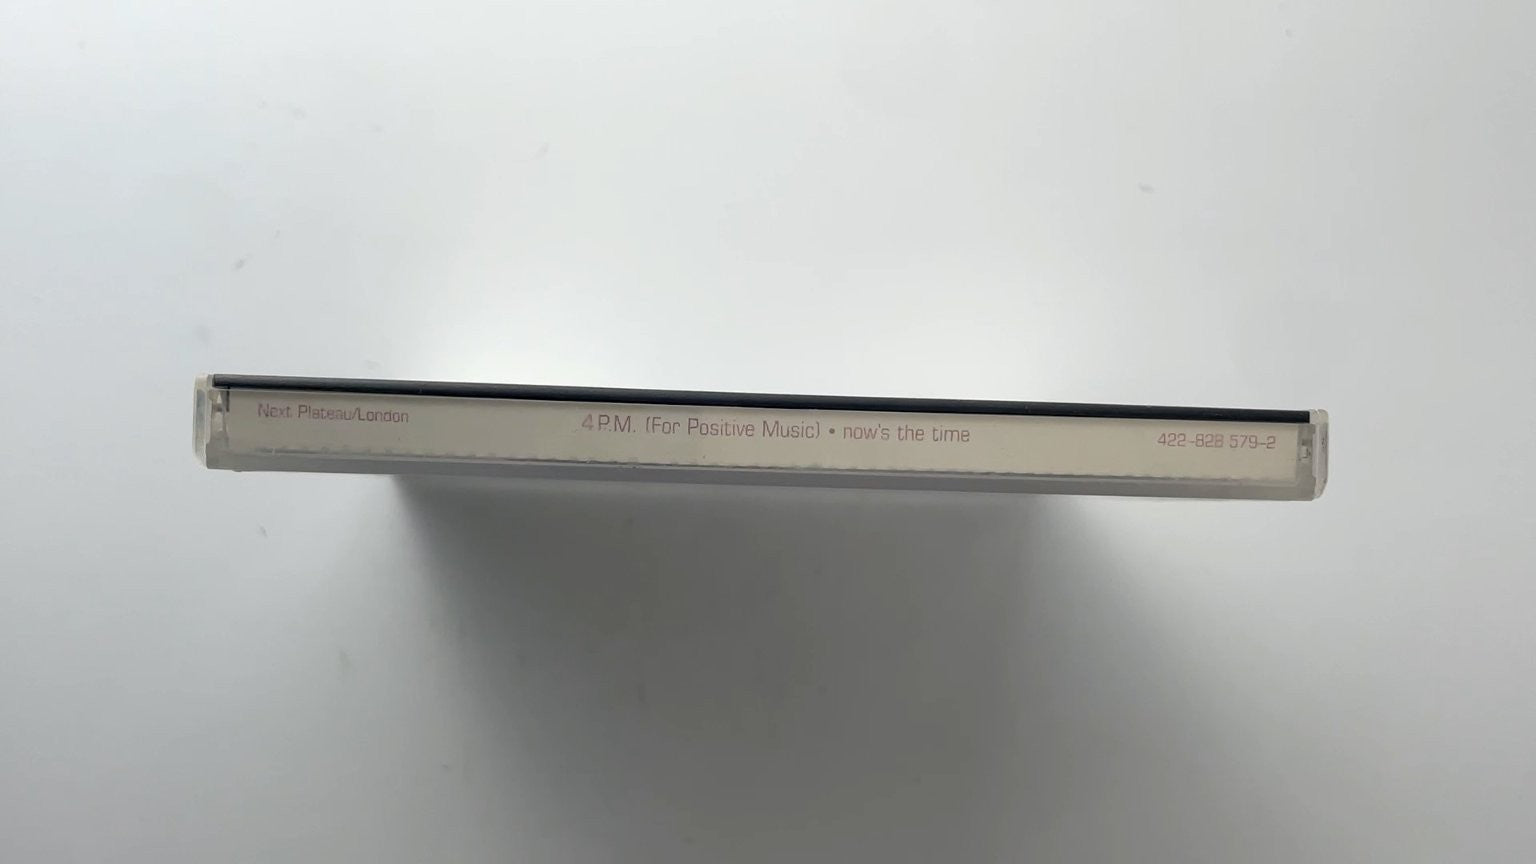 Next Plateau/London 4 P.M. (For Positive Music) • now's the time 422-828 579-2